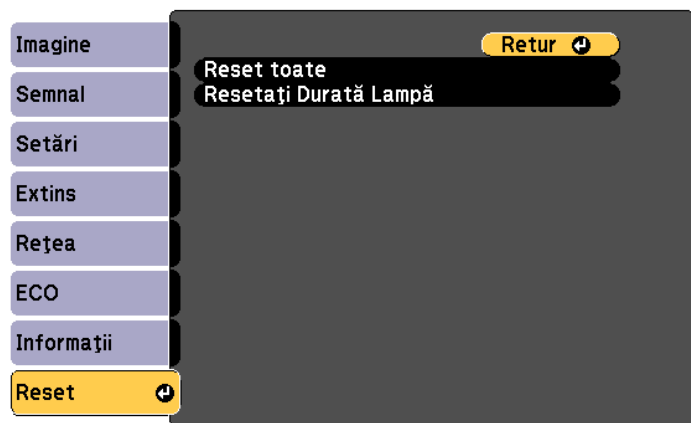 Imagine
Semnal
Setări
Extins
Reţea
ECO
Informaţii
Reset
Retur
Reset toate
Resetaţi Durată Lampă